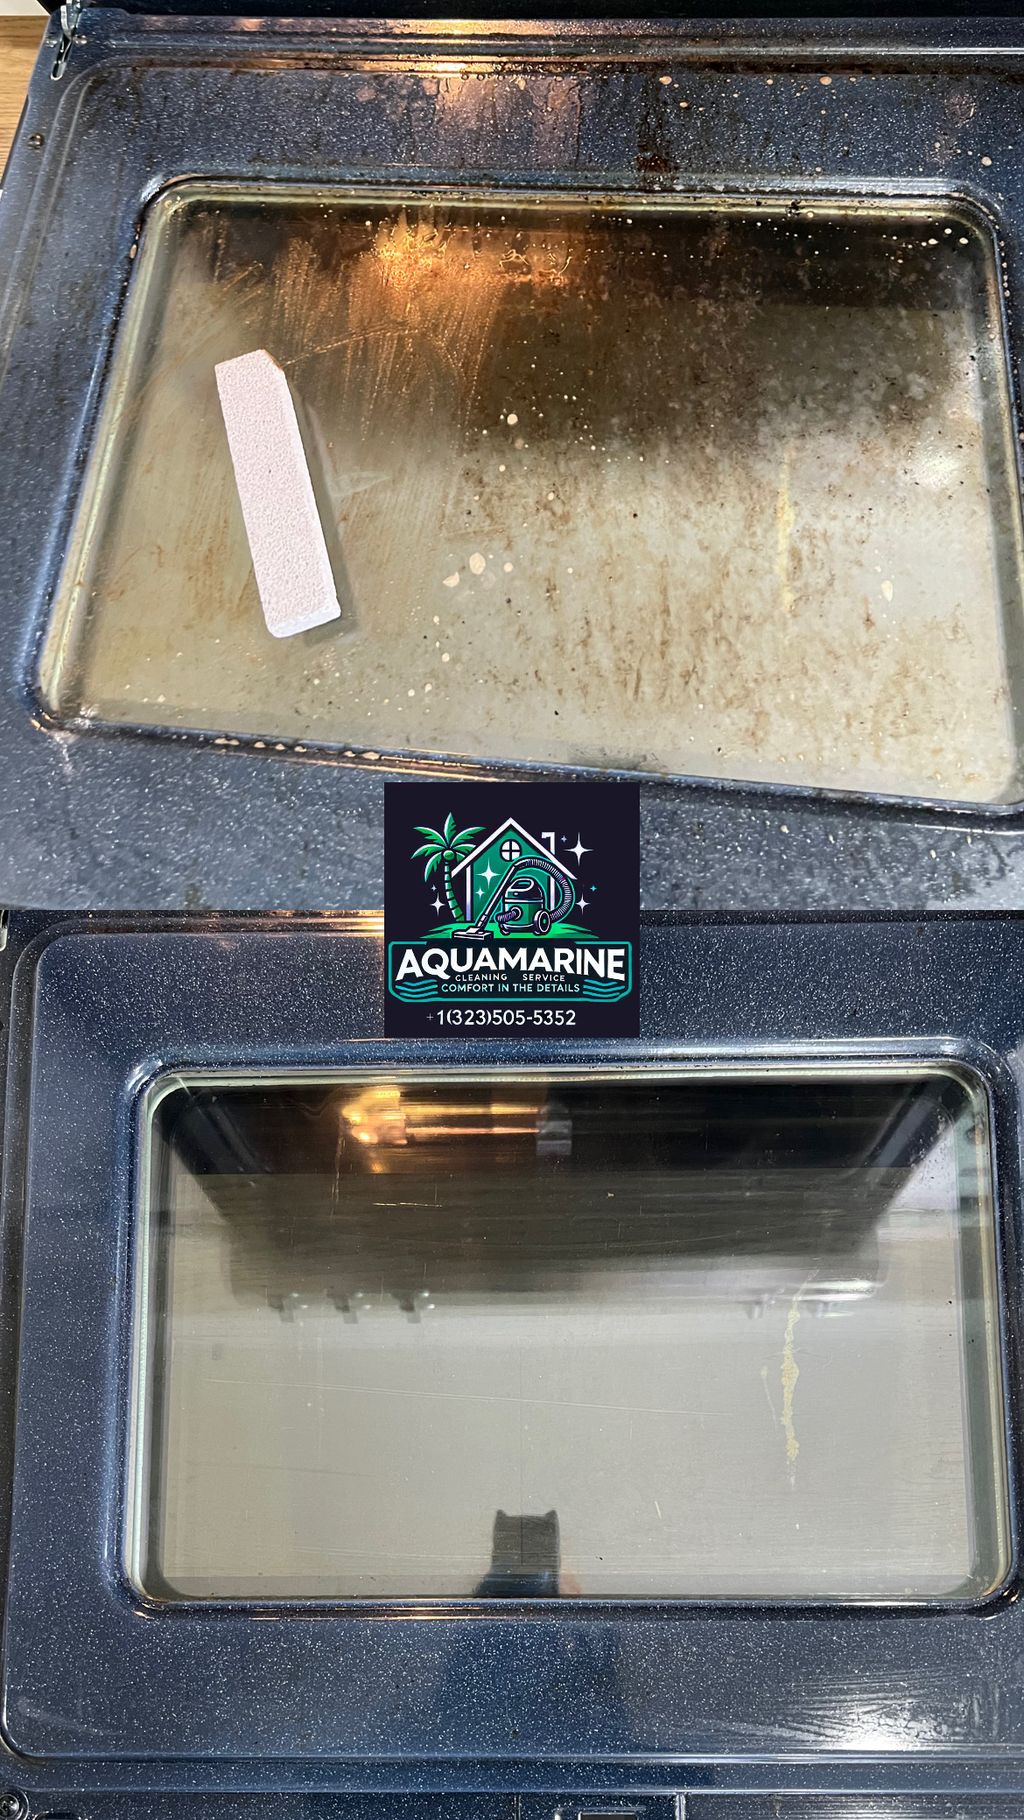 AQUAMARINE
CLEANING SERVICE
COMFORT IN THE DETAILS
+1(323)505-5352